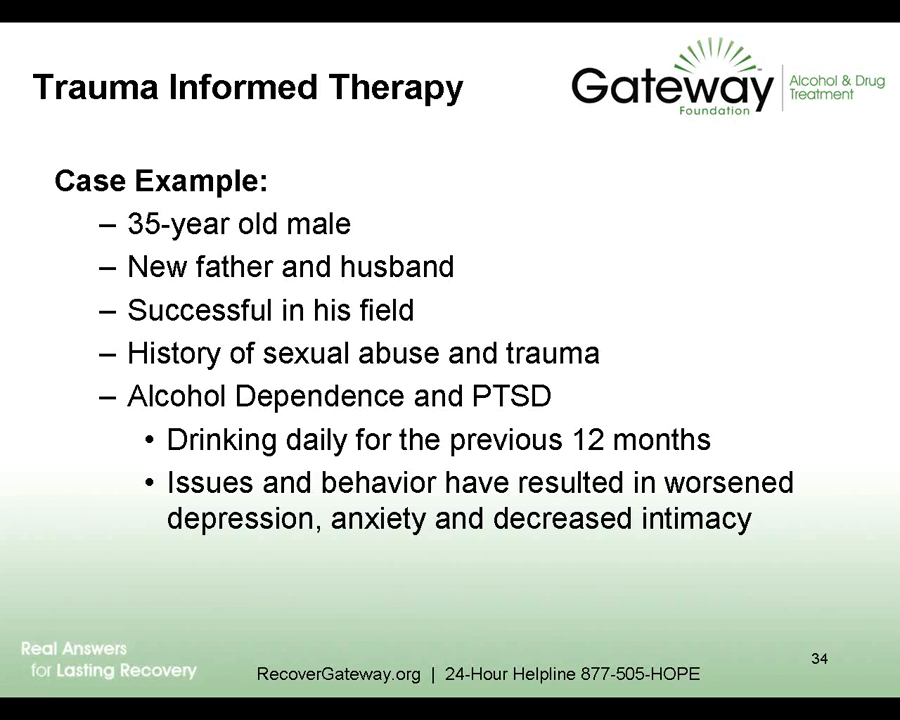 Trauma Informed Therapy
Gateway
Foundation
Alcohol & Drug
Treatment
Case Example:
– 35-year old male
– New father and husband
– Successful in his field
– History of sexual abuse and trauma
– Alcohol Dependence and PTSD
• Drinking daily for the previous 12 months
• Issues and behavior have resulted in worsened
depression, anxiety and decreased intimacy
Real Answers
for Lasting Recovery
RecoverGateway.org | 24-Hour Helpline 877-505-HOPE
34